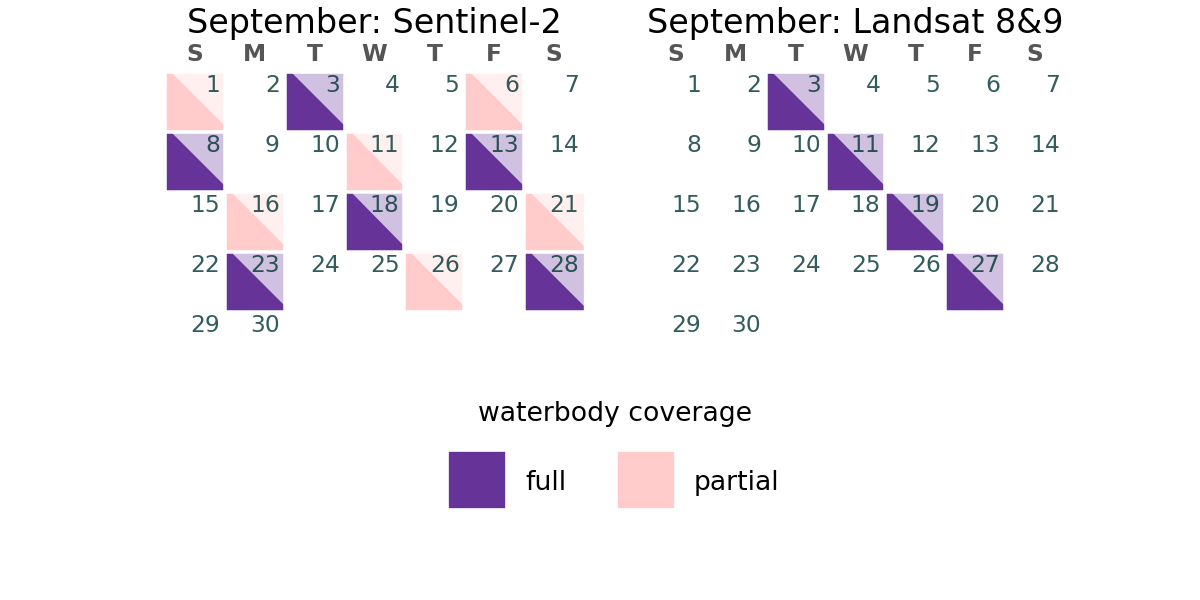 September: Sentinel-2
S M T W T F S
1 2 3 4 5 6 7
8 9 10 11 12 13 14
15 16 17 18 19 20 21
22 23 24 25 26 27 28
29 30
September: Landsat 8&9
S M T W T F S
1 2 3 4 5 6 7
8 9 10 11 12 13 14
15 16 17 18 19 20 21
22 23 24 25 26 27 28
29 30
waterbody coverage
full partial